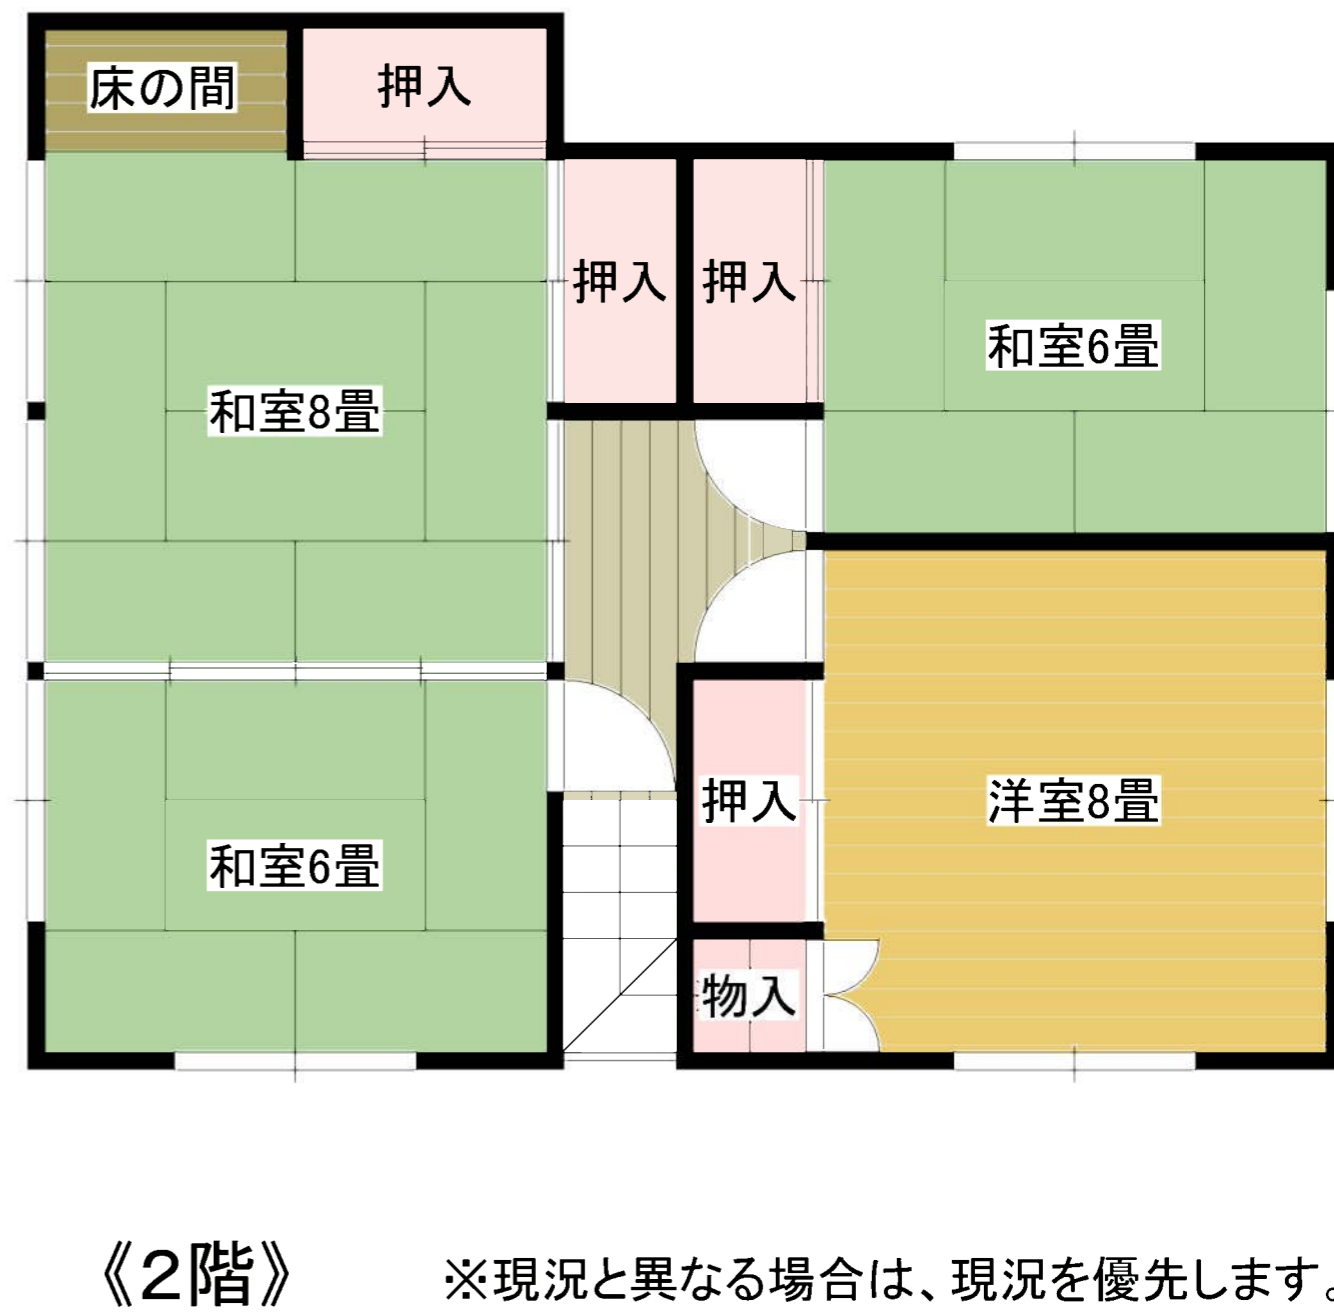 床の間
押入
押入
押入
和室6畳
和室8畳
押入
洋室8畳
和室6畳
物入
《2階》
※現況と異なる場合は、現況を優先します。